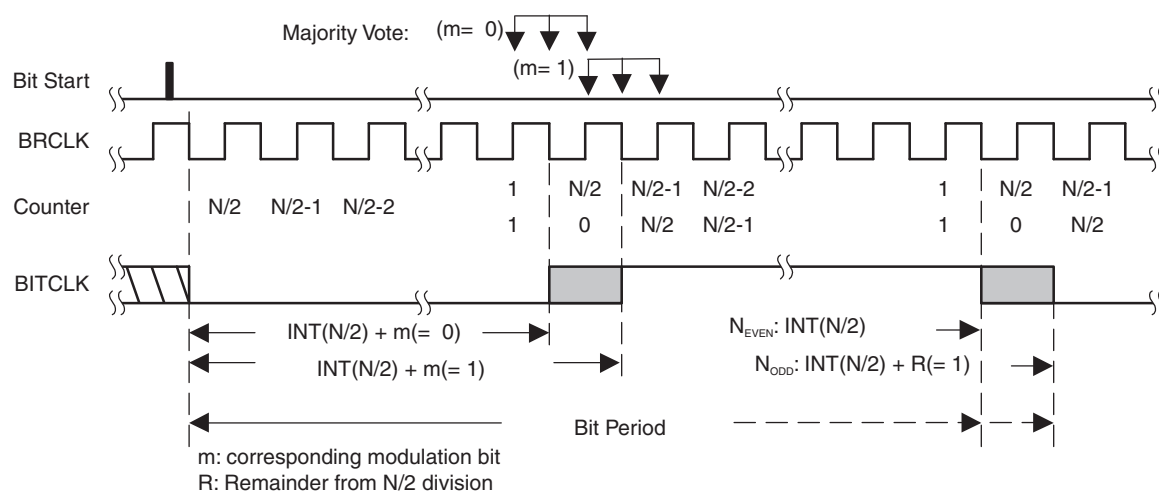 Majority Vote: (m= 0)
(m= 1)
Bit Start
BRCLK
1 N/2 N/2-1 N/2-2 1 N/2 N/2-1
Counter N/2 N/2-1 N/2-2
1 0 N/2 N/2-1 1 0 N/2
BITCLK
INT(N/2) + m(= 0) NEVEN: INT(N/2)
INT(N/2) + m(= 1) NODD: INT(N/2) + R(= 1)
Bit Period
m: corresponding modulation bit
R: Remainder from N/2 division